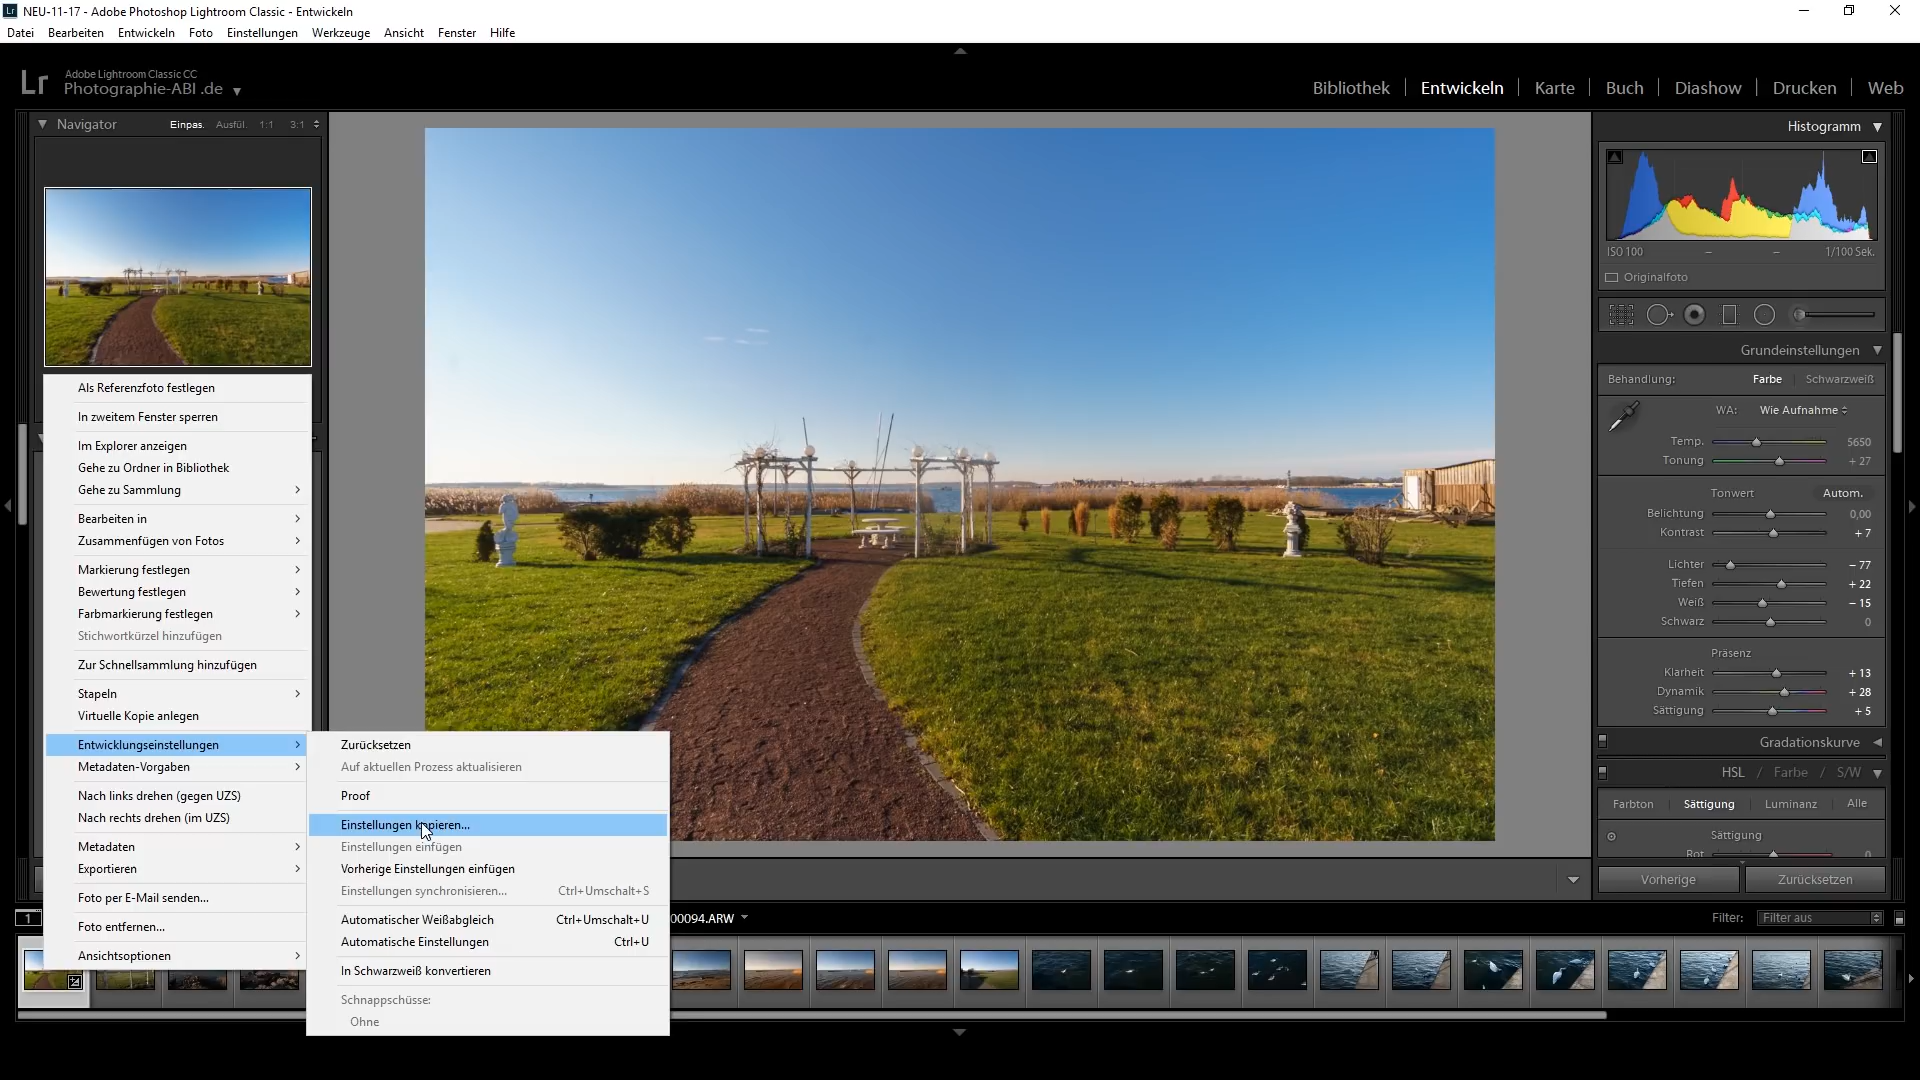 NEU-11-17 - Adobe Photoshop Lightroom Classic - Entwickeln
Datei Bearbeiten Entwickeln Foto Einstellungen Werkzeuge Ansicht Fenster Hilfe
Lr
Adobe Lightroom Classic CC
Photographie-ABI .de
Bibliothek Entwickeln Karte Buch Diashow Drucken Web
Navigator Einpas. Ausfül. 1:1 3:1
Histogramm
ISO 100 – – 1/100 Sek.
Originalfoto
Grundeinstellungen
Behandlung: Farbe Schwarzweiß
WA: Wie Aufnahme
Temp. 5650
Tonung + 27
Tonwert Autom.
Belichtung 0,00
Kontrast + 7
Lichter – 77
Tiefen + 22
Weiß – 15
Schwarz 0
Präsenz
Klarheit + 13
Dynamik + 28
Sättigung + 5
Gradationskurve
HSL / Farbe / S/W
Farbton Sättigung Luminanz Alle
Sättigung
Rot 0
Vorherige Zurücksetzen
Als Referenzfoto festlegen
In zweitem Fenster sperren
Im Explorer anzeigen
Gehe zu Ordner in Bibliothek
Gehe zu Sammlung
Bearbeiten in
Zusammenfügen von Fotos
Markierung festlegen
Bewertung festlegen
Farbmarkierung festlegen
Stichwortkürzel hinzufügen
Zur Schnellsammlung hinzufügen
Stapeln
Virtuelle Kopie anlegen
Entwicklungseinstellungen
Metadaten-Vorgaben
Nach links drehen (gegen UZS)
Nach rechts drehen (im UZS)
Metadaten
Exportieren
Foto per E-Mail senden...
Foto entfernen...
Ansichtsoptionen
Zurücksetzen
Auf aktuellen Prozess aktualisieren
Proof
Einstellungen kopieren...
Einstellungen einfügen
Vorherige Einstellungen einfügen
Einstellungen synchronisieren... Ctrl+Umschalt+S
Automatischer Weißabgleich Ctrl+Umschalt+U
Automatische Einstellungen Ctrl+U
In Schwarzweiß konvertieren
Schnappschüsse:
Ohne
1
00094.ARW
Filter: Filter aus